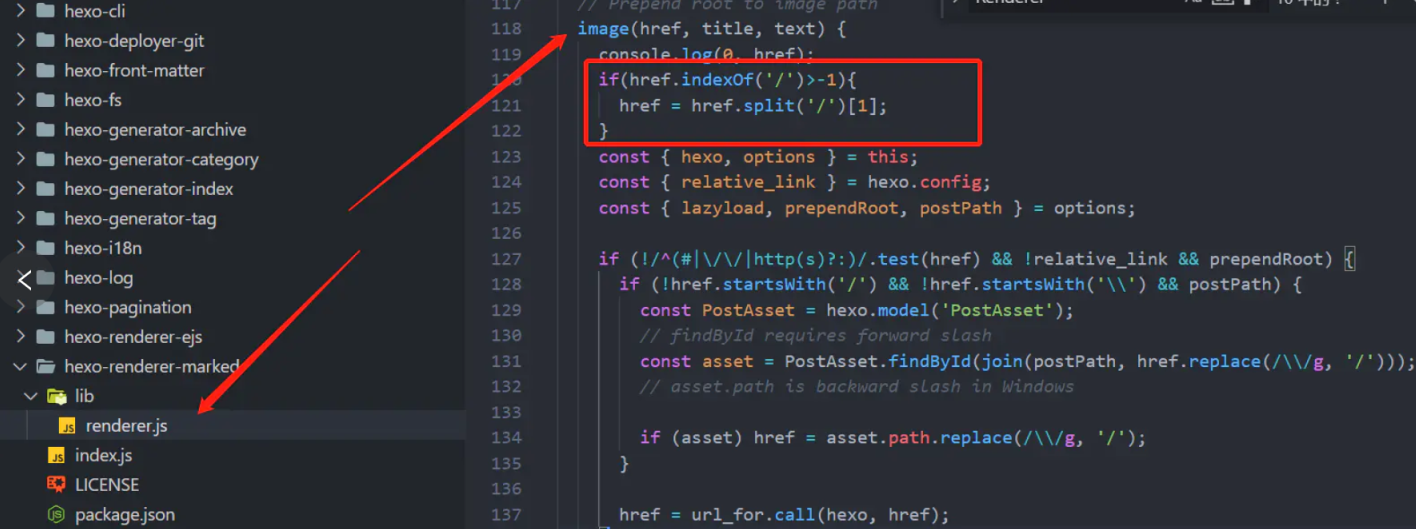 hexo-cli
hexo-deployer-git
hexo-front-matter
hexo-fs
hexo-generator-archive
hexo-generator-category
hexo-generator-index
hexo-generator-tag
hexo-i18n
hexo-log
hexo-pagination
hexo-renderer-ejs
hexo-renderer-marked
lib
JS renderer.js
JS index.js
LICENSE
package.json
117 // Prepend root to image path
118 image(href, title, text) {
119 console.log(0, href);
120 if(href.indexOf('/')>-1){
121 href = href.split('/')[1];
122 }
123 const { hexo, options } = this;
124 const { relative_link } = hexo.config;
125 const { lazyload, prependRoot, postPath } = options;
126
127 if (!/^(#|\/\/|http(s)?:)/.test(href) && !relative_link && prependRoot) {
128 if (!href.startsWith('/') && !href.startsWith('\\') && postPath) {
129 const PostAsset = hexo.model('PostAsset');
130 // findById requires forward slash
131 const asset = PostAsset.findById(join(postPath, href.replace(/\\/g, '/')));
132 // asset.path is backward slash in Windows
133
134 if (asset) href = asset.path.replace(/\\/g, '/');
135 }
136
137 href = url_for.call(hexo, href);